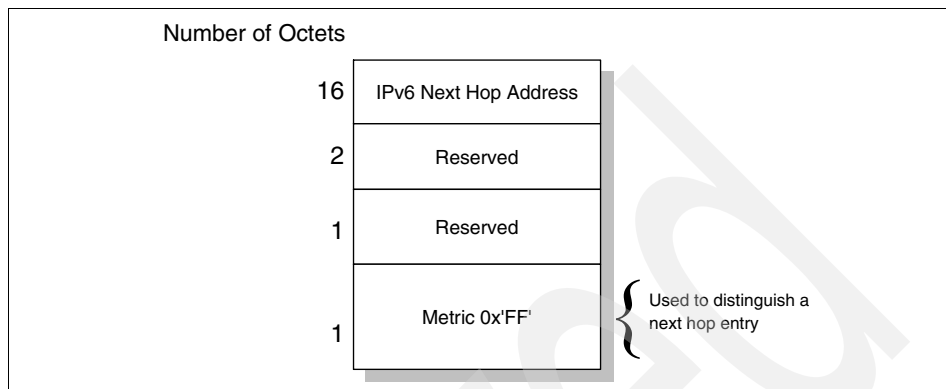 Number of Octets
16 IPv6 Next Hop Address
2 Reserved
1 Reserved
1 Metric 0x'FF'
Used to distinguish a
next hop entry